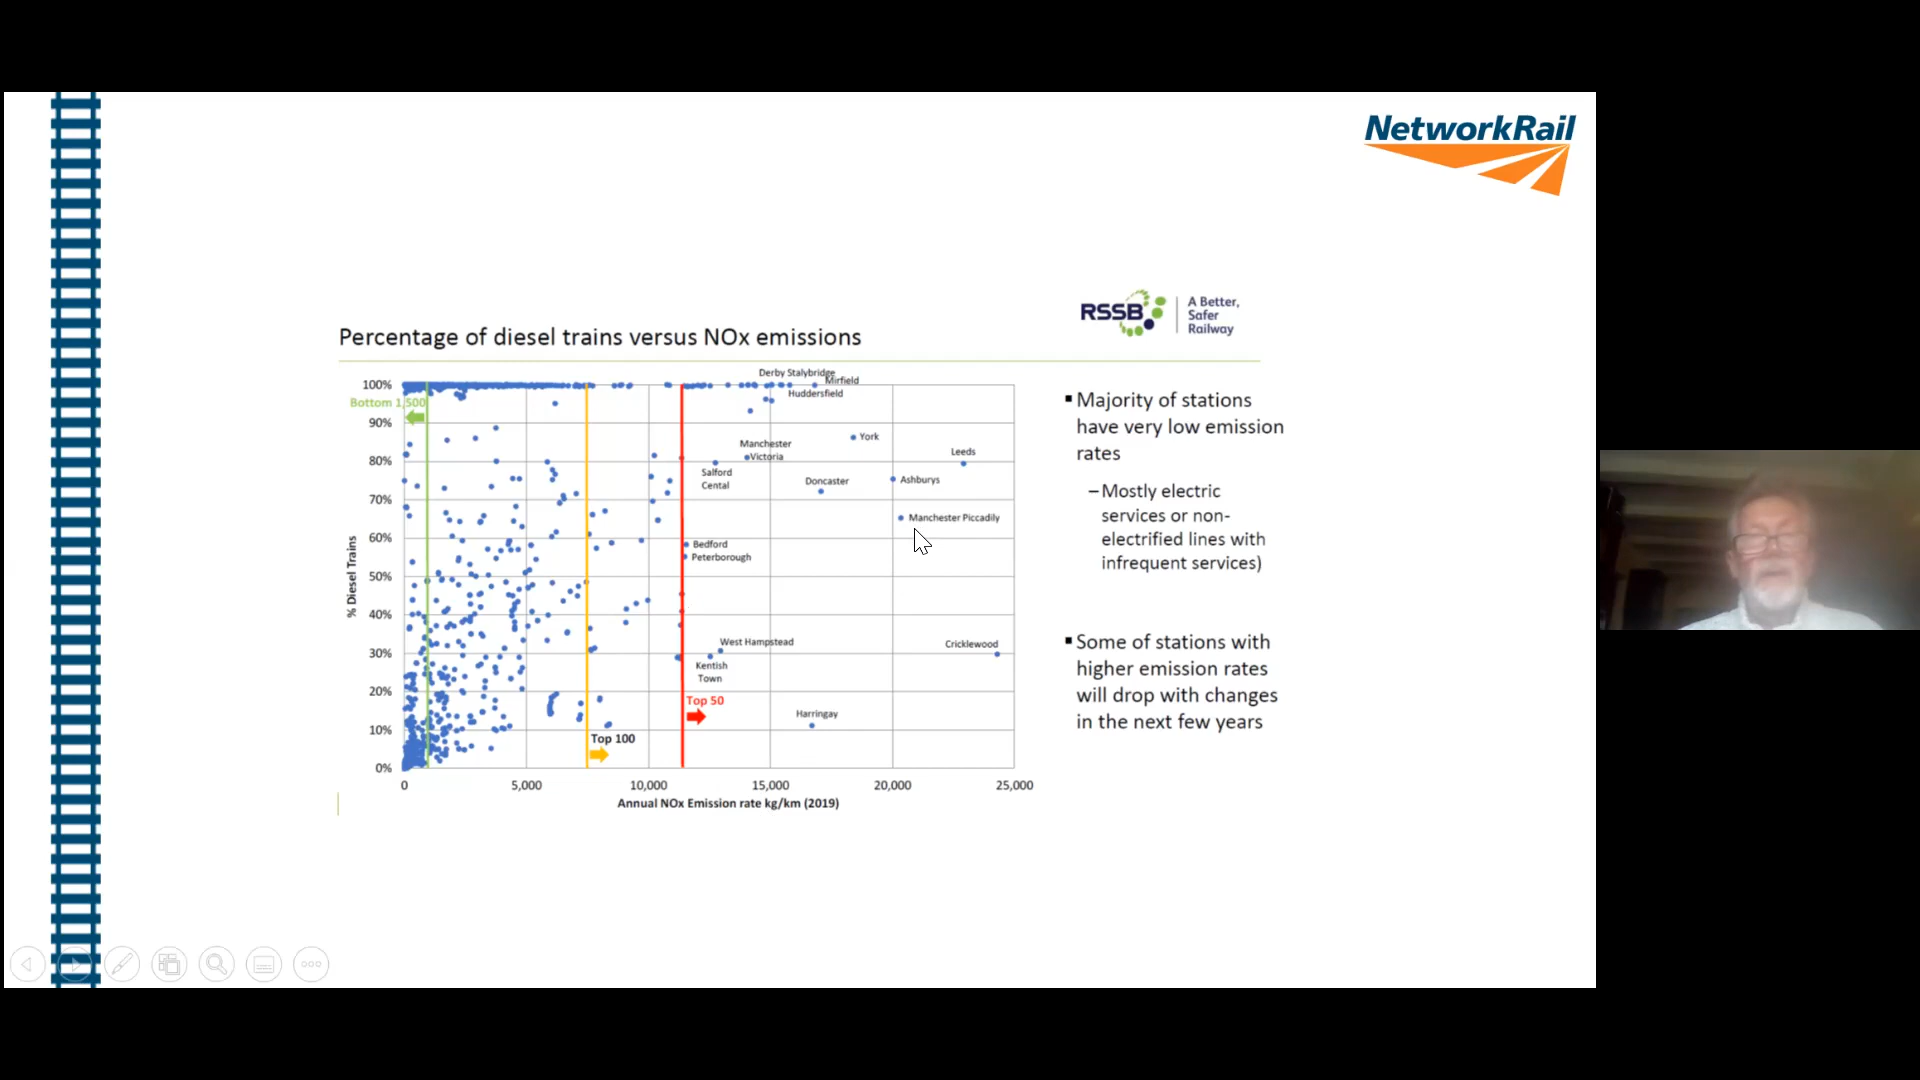 NetworkRail
RSSB
A Better,
Safer
Railway
Percentage of diesel trains versus NOx emissions
100%
90%
80%
70%
60%
50%
40%
30%
20%
10%
0%
% Diesel Trains
Bottom 1,500
Derby Stalybridge
Mirfield
Huddersfield
York
Manchester
Victoria
Leeds
Salford
Cental
Doncaster
Ashburys
Manchester Piccadily
Bedford
Peterborough
West Hampstead
Cricklewood
Kentish
Town
Top 50
Harringay
Top 100
0
5,000
10,000
15,000
20,000
25,000
Annual NOx Emission rate kg/km (2019)
▪ Majority of stations
have very low emission
rates
– Mostly electric
services or non-
electrified lines with
infrequent services)
▪ Some of stations with
higher emission rates
will drop with changes
in the next few years